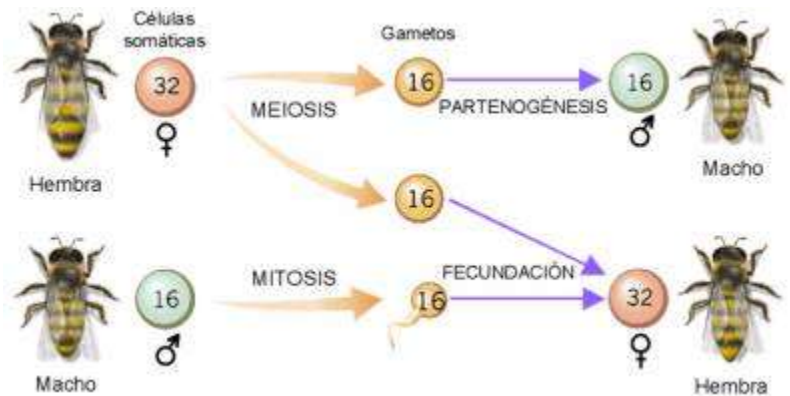 Células
somáticas
Gametos
32
16
16
MEIOSIS
PARTENOGÉNESIS
♀
♂
Hembra
Macho
16
MITOSIS
FECUNDACIÓN
16
16
32
♂
♀
Macho
Hembra